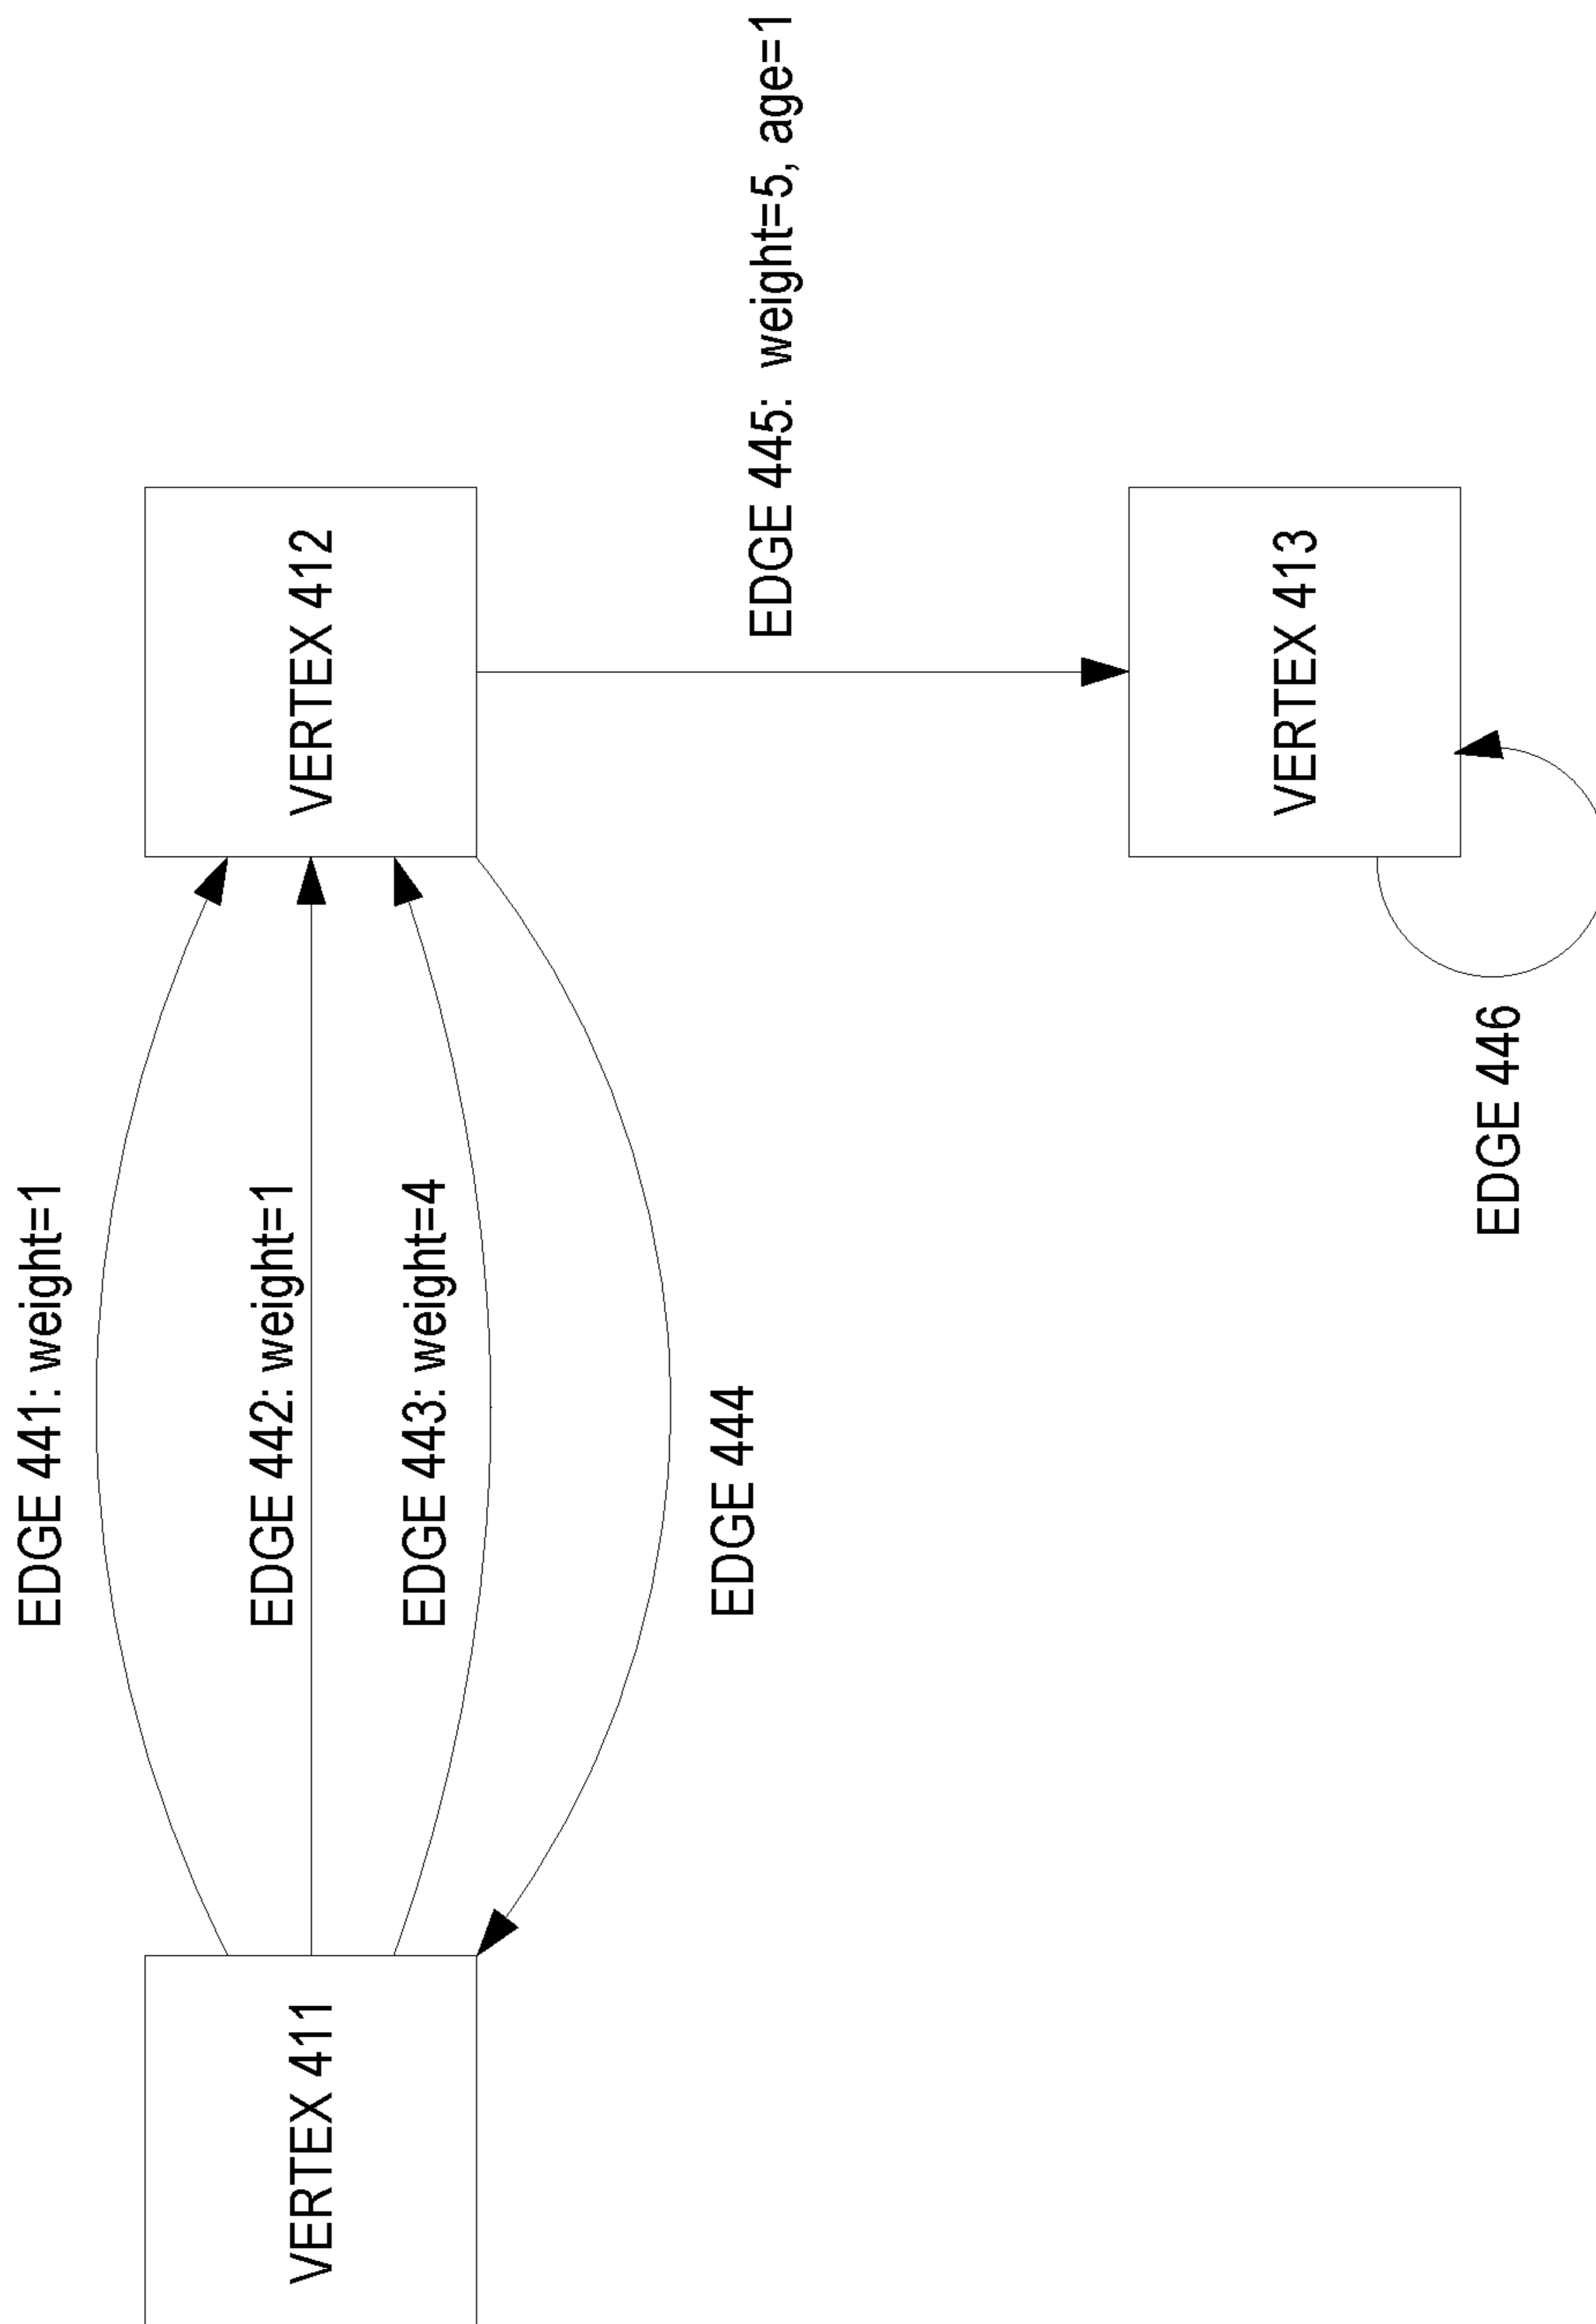 EDGE 441: weight=1
VERTEX 411
EDGE 442: weight=1
VERTEX 412
EDGE 443: weight=4
EDGE 444
EDGE 445: weight=5, age=1
VERTEX 413
EDGE 446